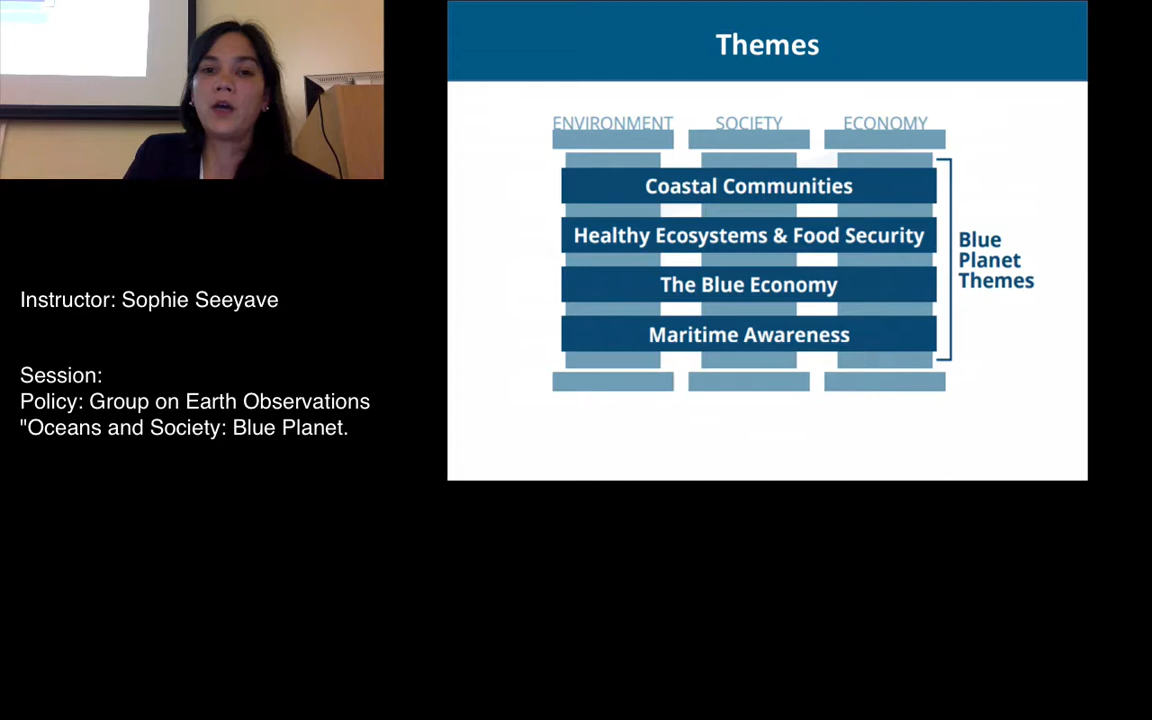 Themes
ENVIRONMENT SOCIETY ECONOMY
Coastal Communities
Healthy Ecosystems & Food Security
The Blue Economy
Maritime Awareness
Blue
Planet
Themes
Instructor: Sophie Seeyave
Session:
Policy: Group on Earth Observations
"Oceans and Society: Blue Planet.